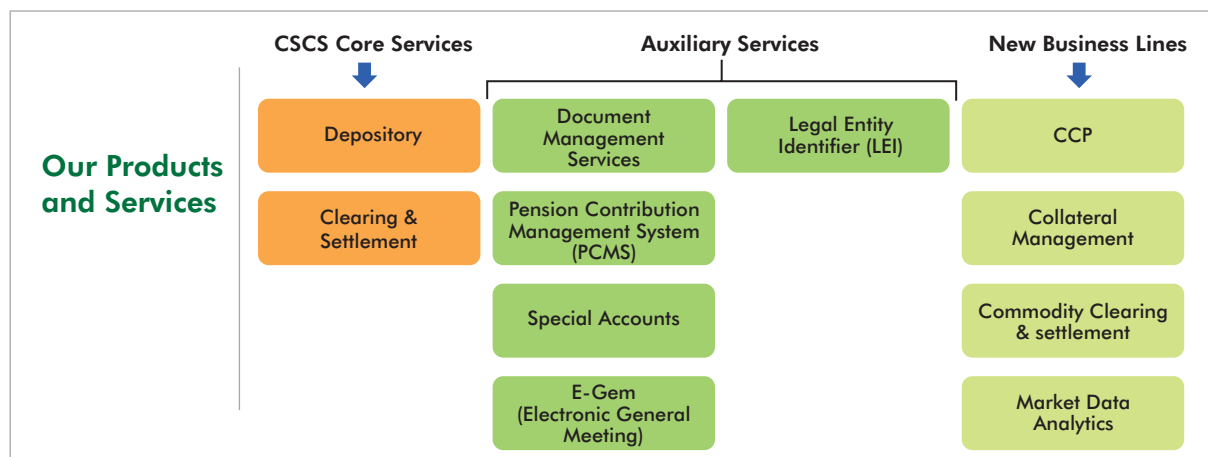 Our Products
and Services
CSCS Core Services
Depository
Clearing &
Settlement
Auxiliary Services
Document
Management
Services
Pension Contribution
Management System
(PCMS)
Special Accounts
E-Gem
(Electronic General
Meeting)
Legal Entity
Identifier (LEI)
New Business Lines
CCP
Collateral
Management
Commodity Clearing
& settlement
Market Data
Analytics